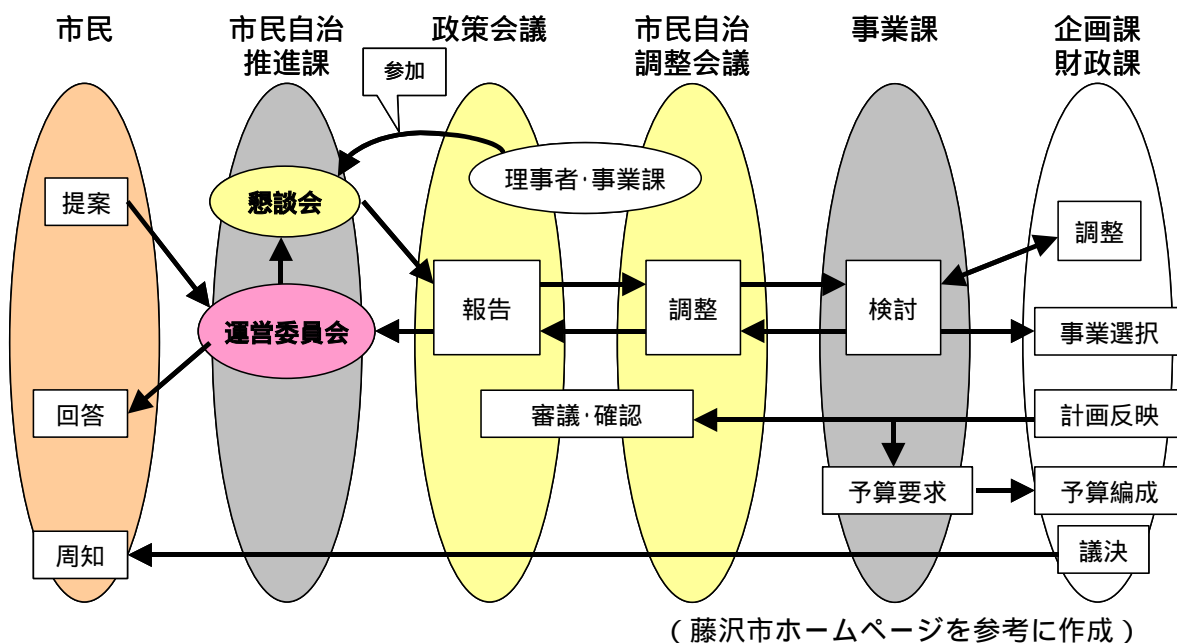 市民
市民自治
推進課
政策会議
市民自治
調整会議
事業課
企画課
財政課
参加
理事者・事業課
提案
懇談会
調整
運営委員会
報告
調整
検討
事業選択
回答
審議・確認
計画反映
予算要求
予算編成
周知
議決
（藤沢市ホームページを参考に作成）